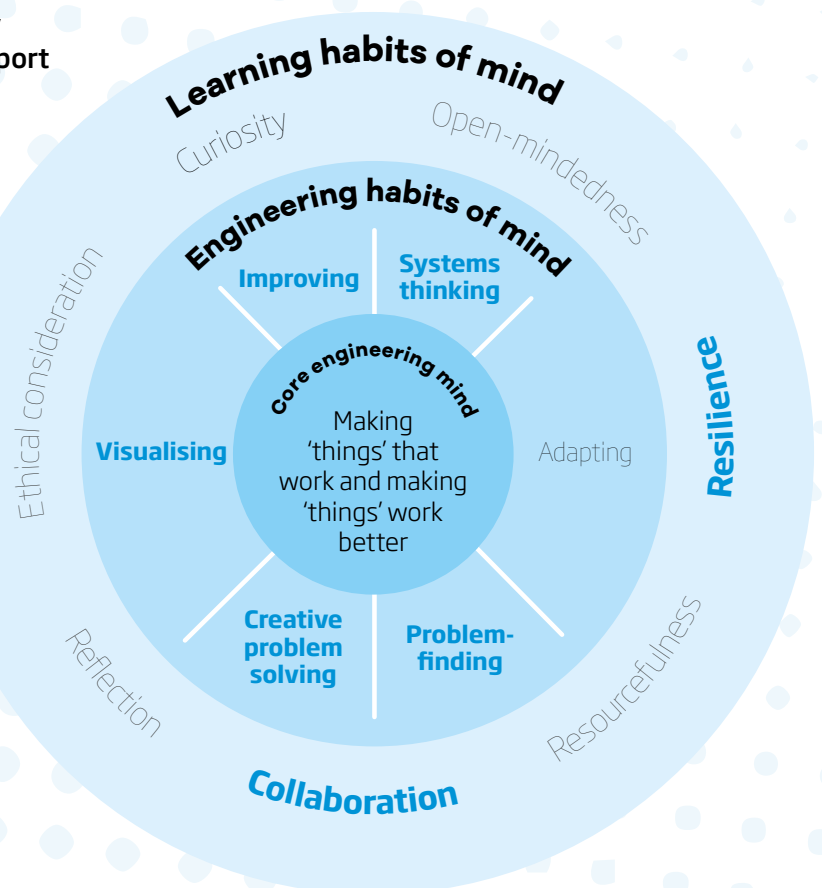 port
Learning habits of mind
Curiosity
Open-mindedness
Engineering habits of mind
Improving
Systems
thinking
Ethical consideration
Core engineering mind
Resilience
Making
'things' that
work and making
'things' work
better
Visualising
Adapting
Creative
problem
solving
Problem-
finding
Reflection
Resourcefulness
Collaboration